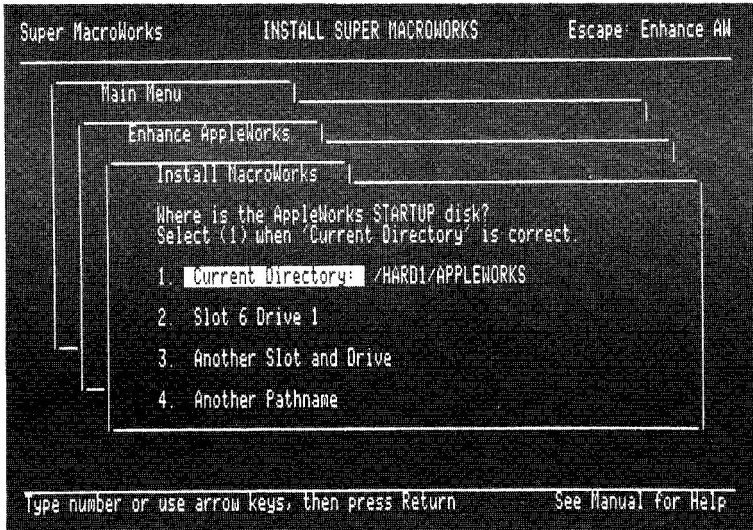 Super MacroWorks INSTALL SUPER MACROWORKS Escape: Enhance AW
Main Menu
Enhance AppleWorks
Install MacroWorks
Where is the AppleWorks STARTUP disk?
Select (1) when 'Current Directory' is correct.
1. Current Directory: /HARD1/APPLEWORKS
2. Slot 6 Drive 1
3. Another Slot and Drive
4. Another Pathname
Type number or use arrow keys, then press Return See Manual for Help